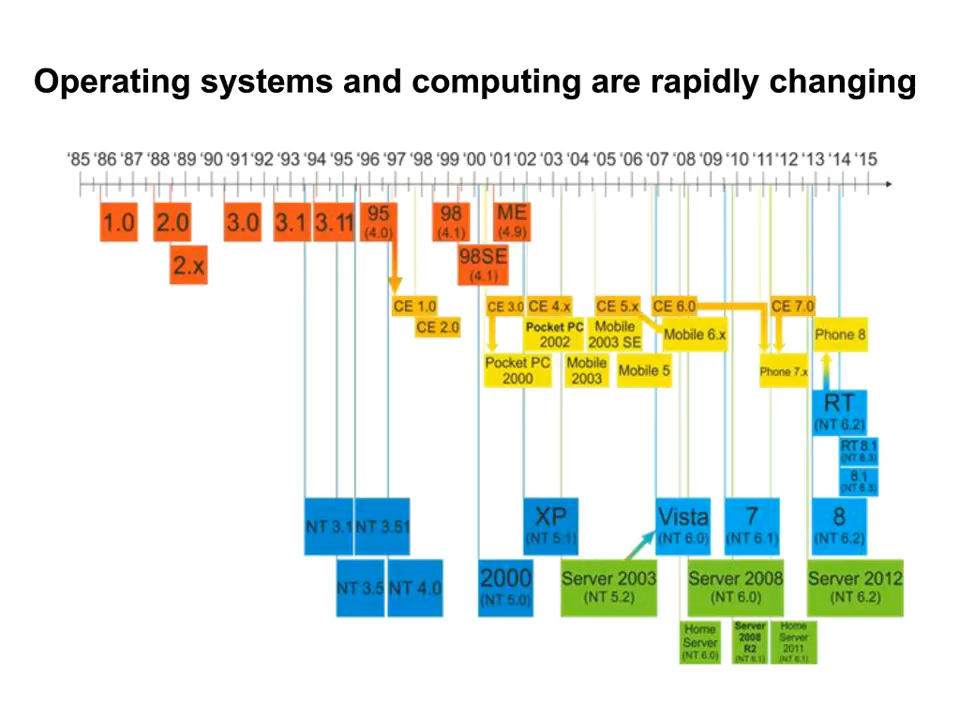 Operating systems and computing are rapidly changing
‘85 ‘86 ‘87 ‘88 ‘89 ‘90 ‘91 ‘92 ‘93 ‘94 ‘95 ‘96 ‘97 ‘98 ‘99 ‘00 ‘01 ‘02 ‘03 ‘04 ‘05 ‘06 ‘07 ‘08 ‘09 ‘10 ‘11 ‘12 ‘13 ‘14 ‘15
1.0
2.0
3.0
3.1
3.11
95
(4.0)
98
(4.1)
ME
(4.9)
2.x
98SE
(4.1)
CE 1.0
CE 3.0
CE 4.x
CE 5.x
CE 6.0
CE 7.0
CE 2.0
Pocket PC
2002
Mobile
2003 SE
Mobile 6.x
Phone 8
Pocket PC
2000
Mobile
2003
Mobile 5
Phone 7.x
RT
(NT 6.2)
RT 8.1
(NT 6.3)
8.1
(NT 6.3)
NT 3.1
NT 3.51
XP
(NT 5.1)
Vista
(NT 6.0)
7
(NT 6.1)
8
(NT 6.2)
NT 3.5
NT 4.0
2000
(NT 5.0)
Server 2003
(NT 5.2)
Server 2008
(NT 6.0)
Server 2012
(NT 6.2)
Home
Server
(NT 6.0)
Server
2008
R2
(NT 6.1)
Home
Server
2011
(NT 6.1)